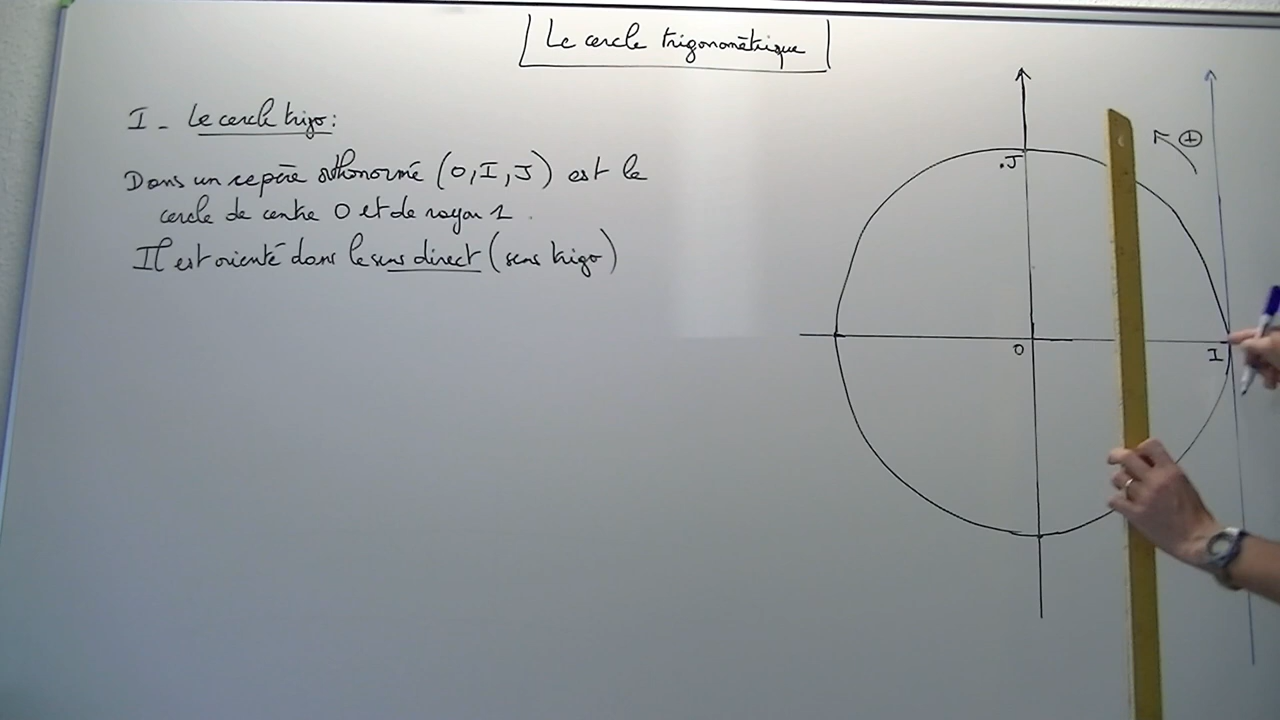 Le cercle trigonométrique
I - Le cercle trigo :
Dans un repère orthonormé (O, I, J) est le
cercle de centre O et de rayon 1.
Il est orienté dans le sens direct (sens trigo)
J
+
O
I